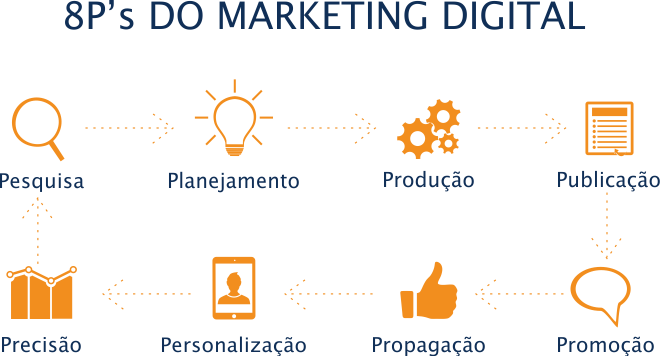 8P's DO MARKETING DIGITAL
Pesquisa
Planejamento
Produção
Publicação
Precisão
Personalização
Propagação
Promoção